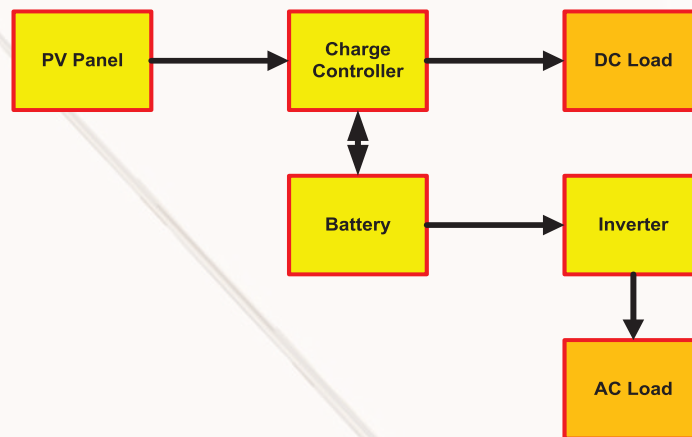 PV Panel
Charge
Controller
DC Load
Battery
Inverter
AC Load